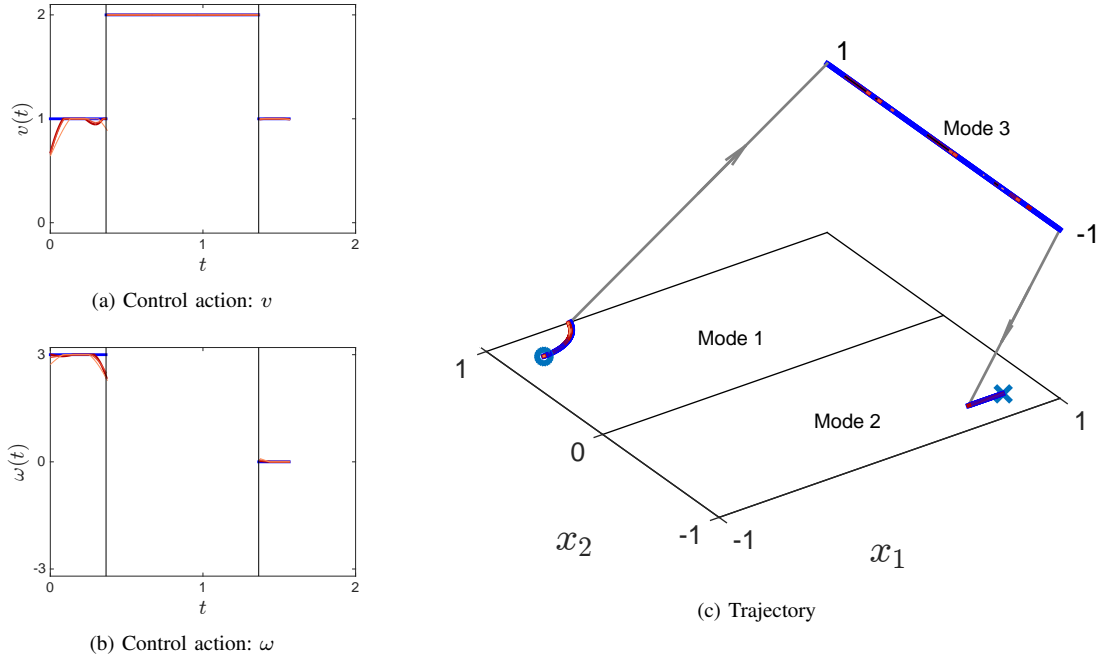 2
1
0
v(t)
0
1
2
t
(a) Control action: v
3
0
-3
ω(t)
0
1
2
t
(b) Control action: ω
1
Mode 3
-1
Mode 1
1
Mode 2
1
0
-1
-1
x₂
x₁
(c) Trajectory